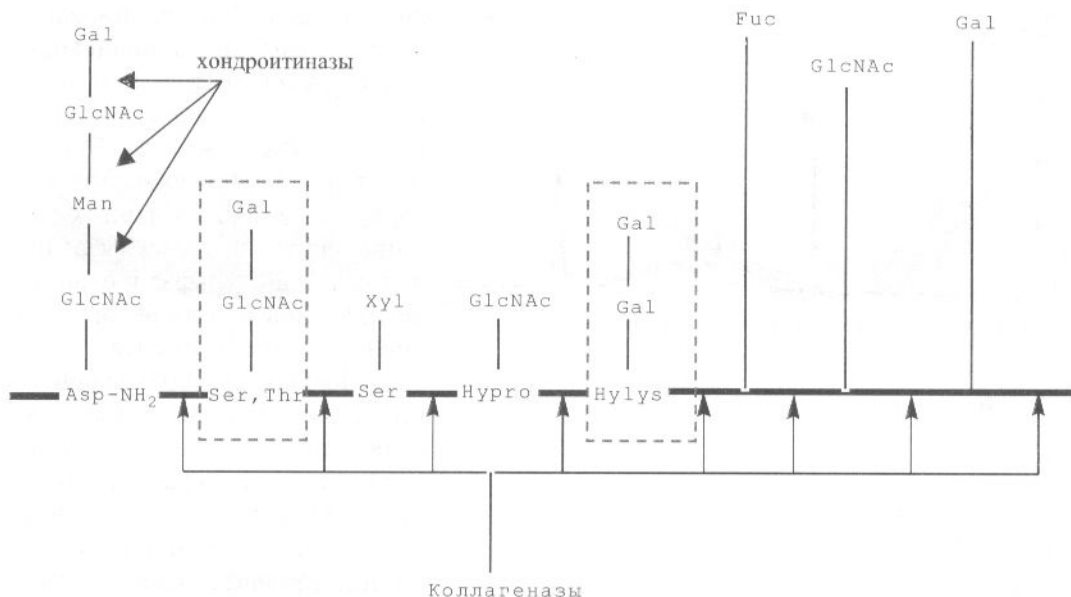 Fuc
Gal
Gal
хондроитиназы
GlcNAc
GlcNAc
Man
Gal
Gal
GlcNAc
GlcNAc
Xyl
GlcNAc
Gal
Asp-NH₂
Ser,Thr
Ser
Hypro
Hylys
Коллагеназы